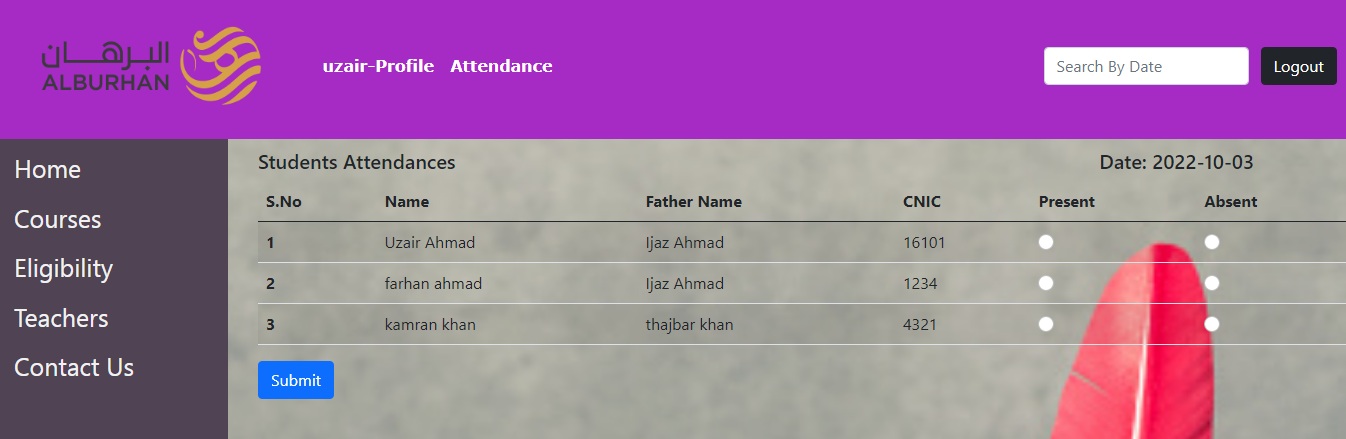 البرهان
ALBURHAN
uzair-Profile Attendance
Search By Date
Logout
Home
Courses
Eligibility
Teachers
Contact Us
Students Attendances
Date: 2022-10-03
S.No Name Father Name CNIC Present Absent
1 Uzair Ahmad Ijaz Ahmad 16101
2 farhan ahmad Ijaz Ahmad 1234
3 kamran khan thajbar khan 4321
Submit